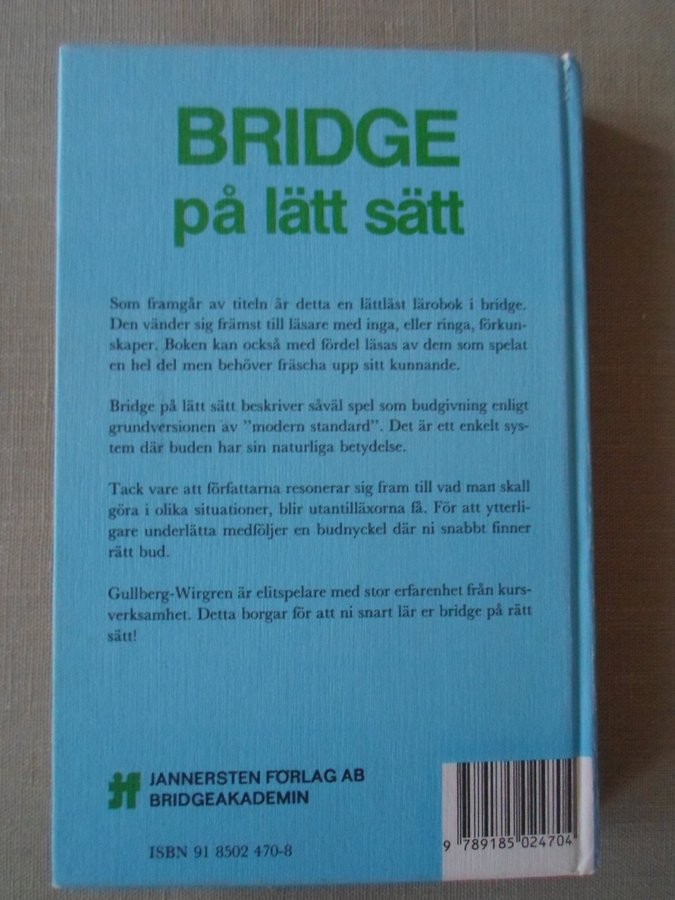 BRIDGE
på lätt sätt
Som framgår av titeln är detta en lättläst lärobok i bridge.
Den vänder sig främst till läsare med inga, eller ringa, förkun-
skaper. Boken kan också med fördel läsas av dem som spelat
en hel del men behöver fräscha upp sitt kunnande.
Bridge på lätt sätt beskriver såväl spel som budgivning enligt
grundversionen av "modern standard". Det är ett enkelt sys-
tem där buden har sin naturliga betydelse.
Tack vare att författarna resonerar sig fram till vad man skall
göra i olika situationer, blir utantilläxorna få. För att ytterli-
gare underlätta medföljer en budnyckel där ni snabbt finner
rätt bud.
Gullberg-Wirgren är elitspelare med stor erfarenhet från kurs-
verksamhet. Detta borgar för att ni snart lär er bridge på rätt
sätt!
jf JANNERSTEN FÖRLAG AB
BRIDGEAKADEMIN
ISBN 91 8502 470-8
9 789185 024704